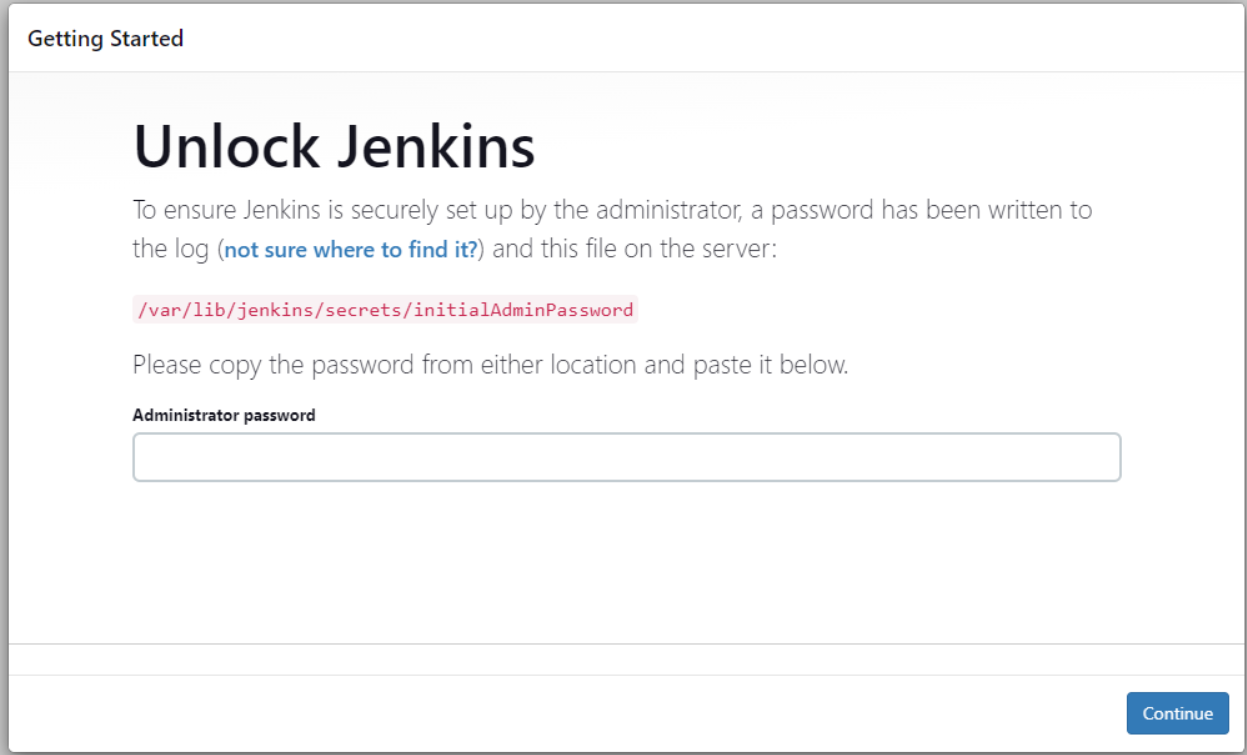 Getting Started
Unlock Jenkins
To ensure Jenkins is securely set up by the administrator, a password has been written to
the log (not sure where to find it?) and this file on the server:
/var/lib/jenkins/secrets/initialAdminPassword
Please copy the password from either location and paste it below.
Administrator password
Continue